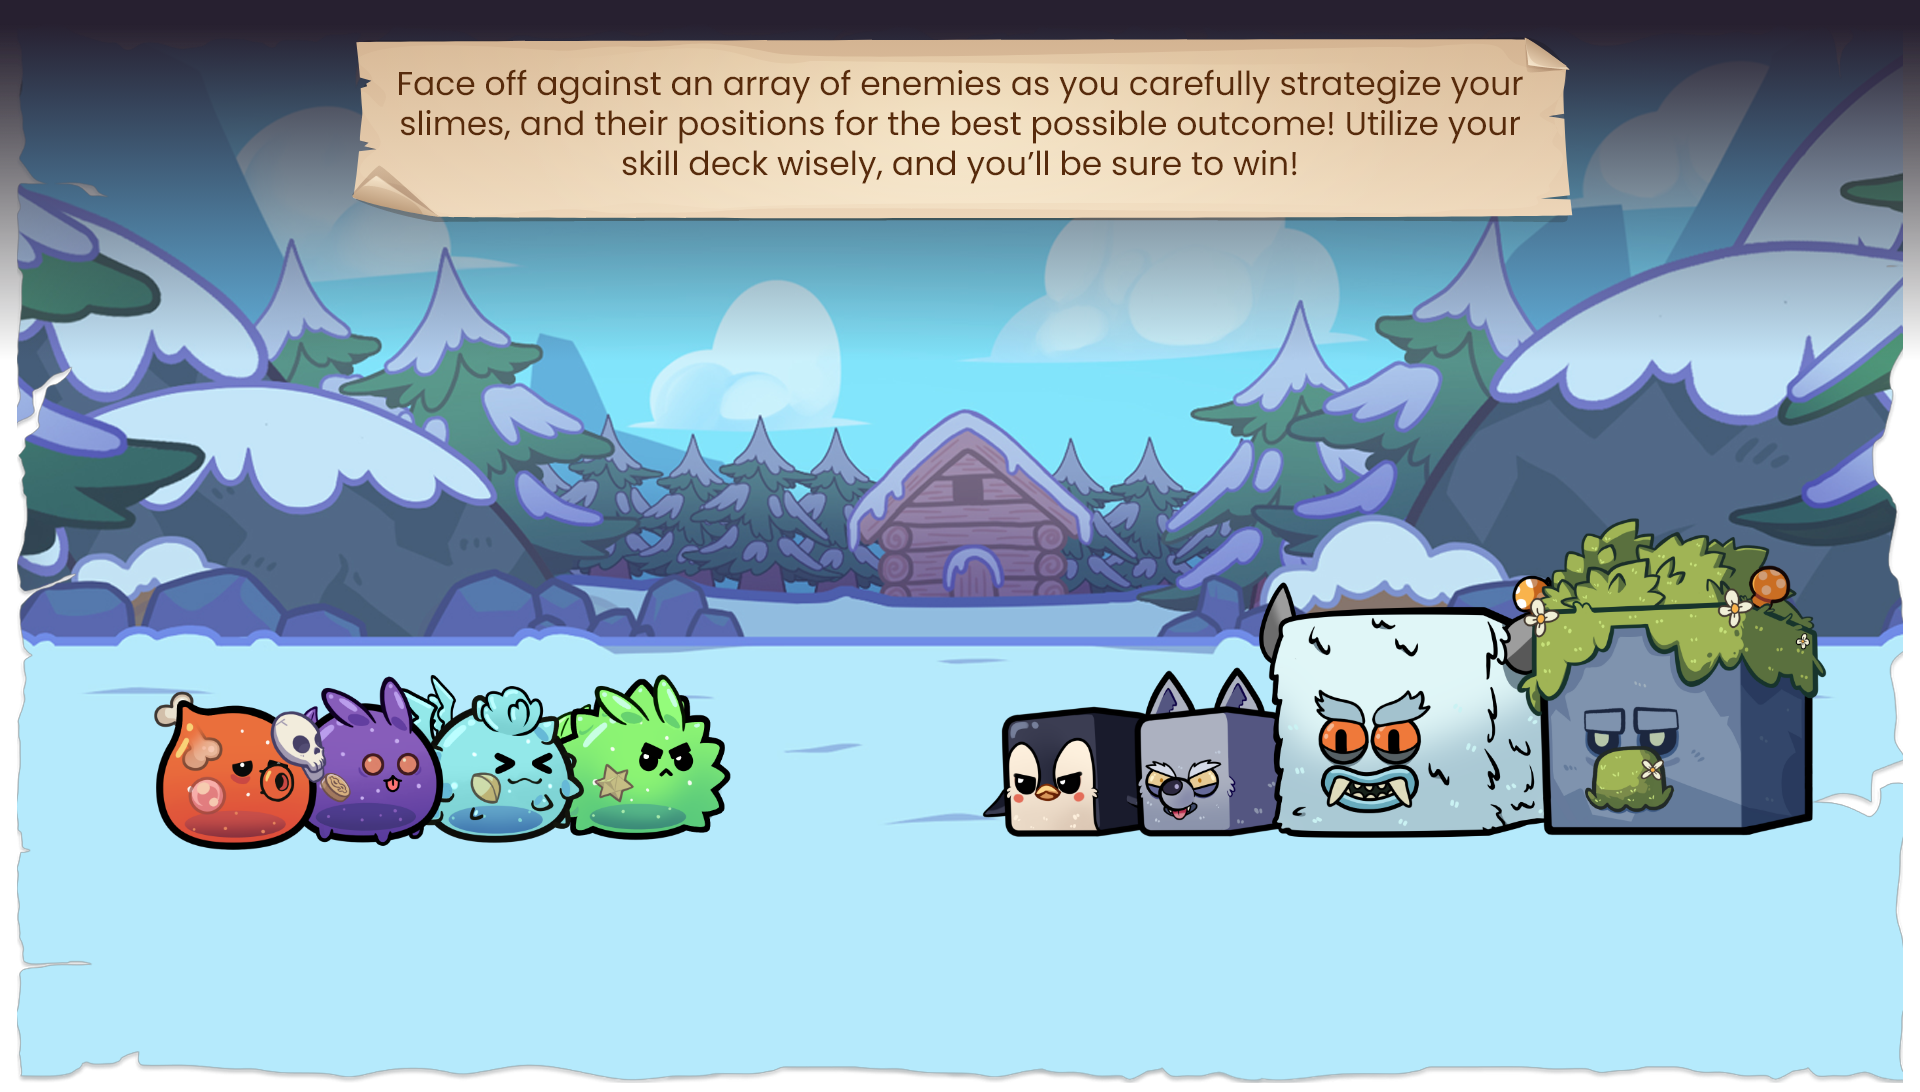 Face off against an array of enemies as you carefully strategize your
slimes, and their positions for the best possible outcome! Utilize your
skill deck wisely, and you’ll be sure to win!